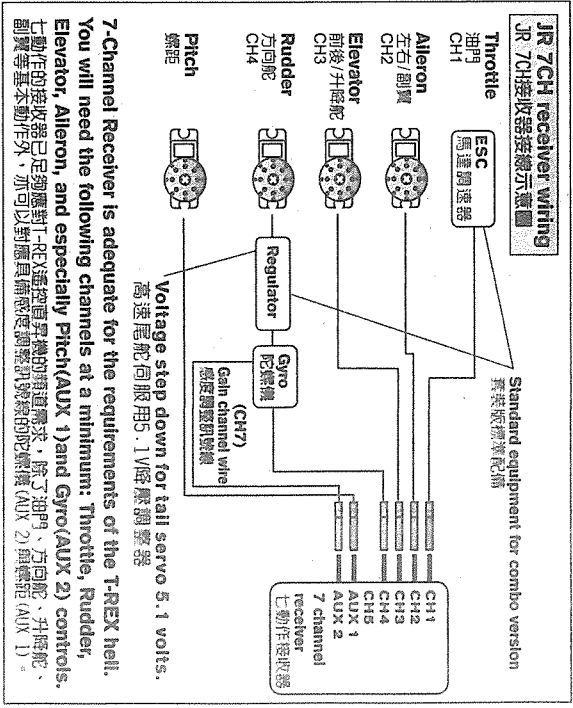 JR 7CH receiver wiring
JR 7CH接收器接線示意圖
Throttle
油門
CH1
ESC
馬達調速器
Standard equipment for combo version
套裝版標準配備
Aileron
左右/副翼
CH2
Elevator
前後/升降舵
CH3
Rudder
方向舵
CH4
Pitch
螺距
Regulator
Gyro
陀螺儀
(CH7)
Gain channel wire
感度調整訊號線
CH1
CH2
CH3
CH4
CH5
AUX 1
AUX 2
7 channel
receiver
七動作接收器
Voltage step down for tail servo 5.1 volts.
高速尾舵伺服用5.1V降壓調整器
7-Channel Receiver is adequate for the requirements of the T-REX heli.
You will need the following channels at a minimum: Throttle, Rudder,
Elevator, Aileron, and especially Pitch(AUX 1)and Gyro(AUX 2) controls.
七動作的接收器已足夠應對T-REX遙控直昇機的頻道需求，除了油門、方向舵、升降舵、
副翼等基本動作外，亦可以對應具備感度調整訊號線的陀螺儀(AUX 2)與螺距(AUX 1)。